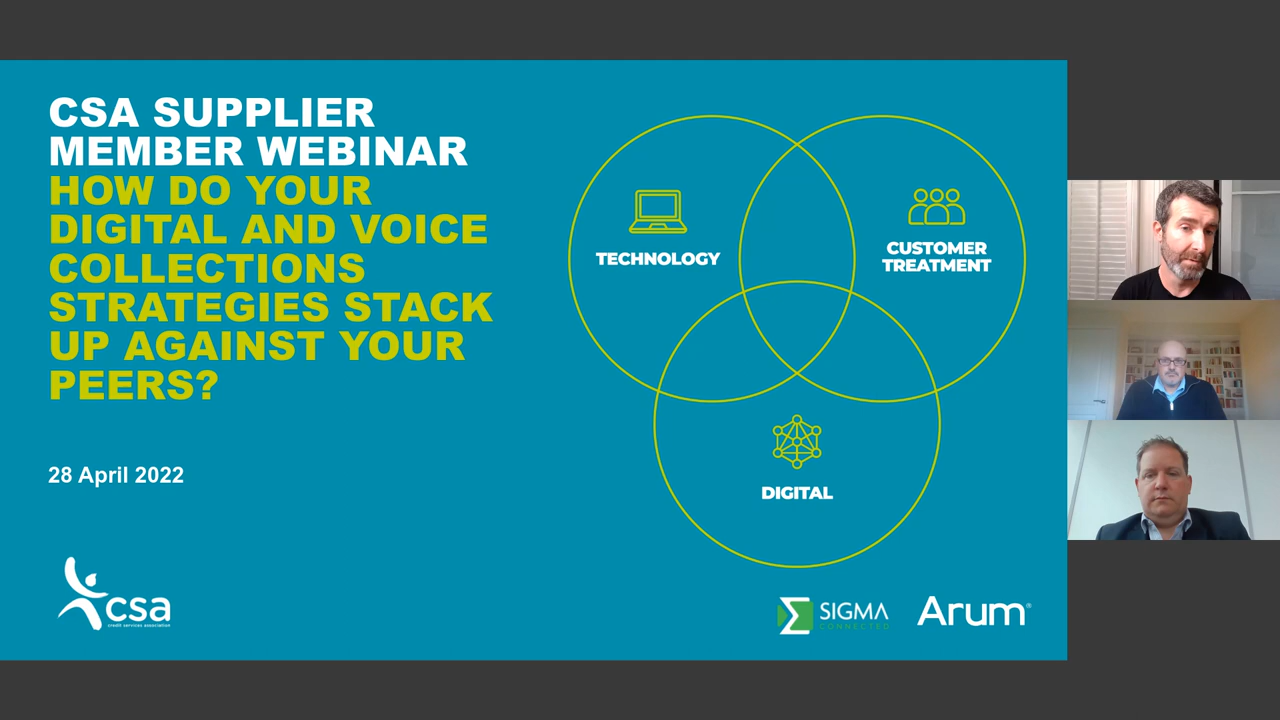 CSA SUPPLIER
MEMBER WEBINAR
HOW DO YOUR
DIGITAL AND VOICE
COLLECTIONS
STRATEGIES STACK
UP AGAINST YOUR
PEERS?
28 April 2022
TECHNOLOGY
CUSTOMER
TREATMENT
DIGITAL
csa
credit services association
SIGMA
CONNECTED
Arum®